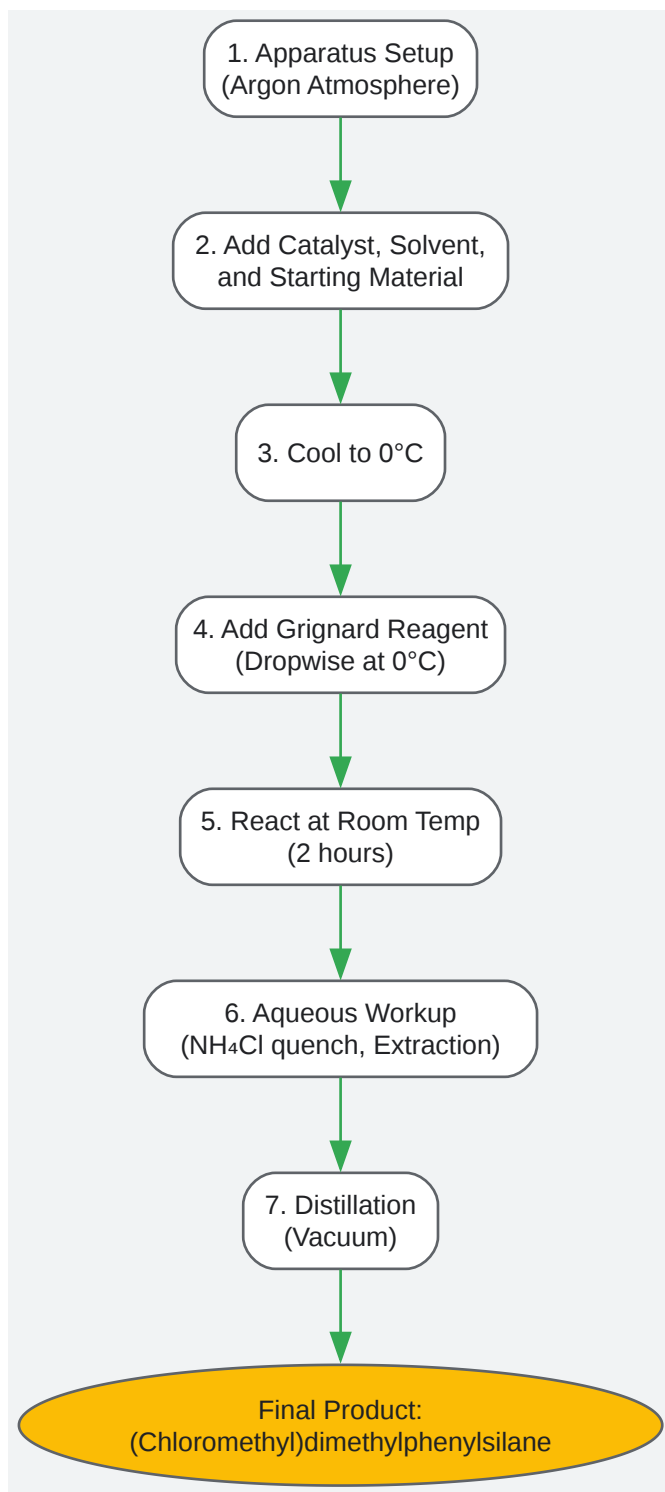 1. Apparatus Setup
(Argon Atmosphere)
2. Add Catalyst, Solvent,
and Starting Material
3. Cool to 0°C
4. Add Grignard Reagent
(Dropwise at 0°C)
5. React at Room Temp
(2 hours)
6. Aqueous Workup
(NH₄Cl quench, Extraction)
7. Distillation
(Vacuum)
Final Product:
(Chloromethyl)dimethylphenylsilane